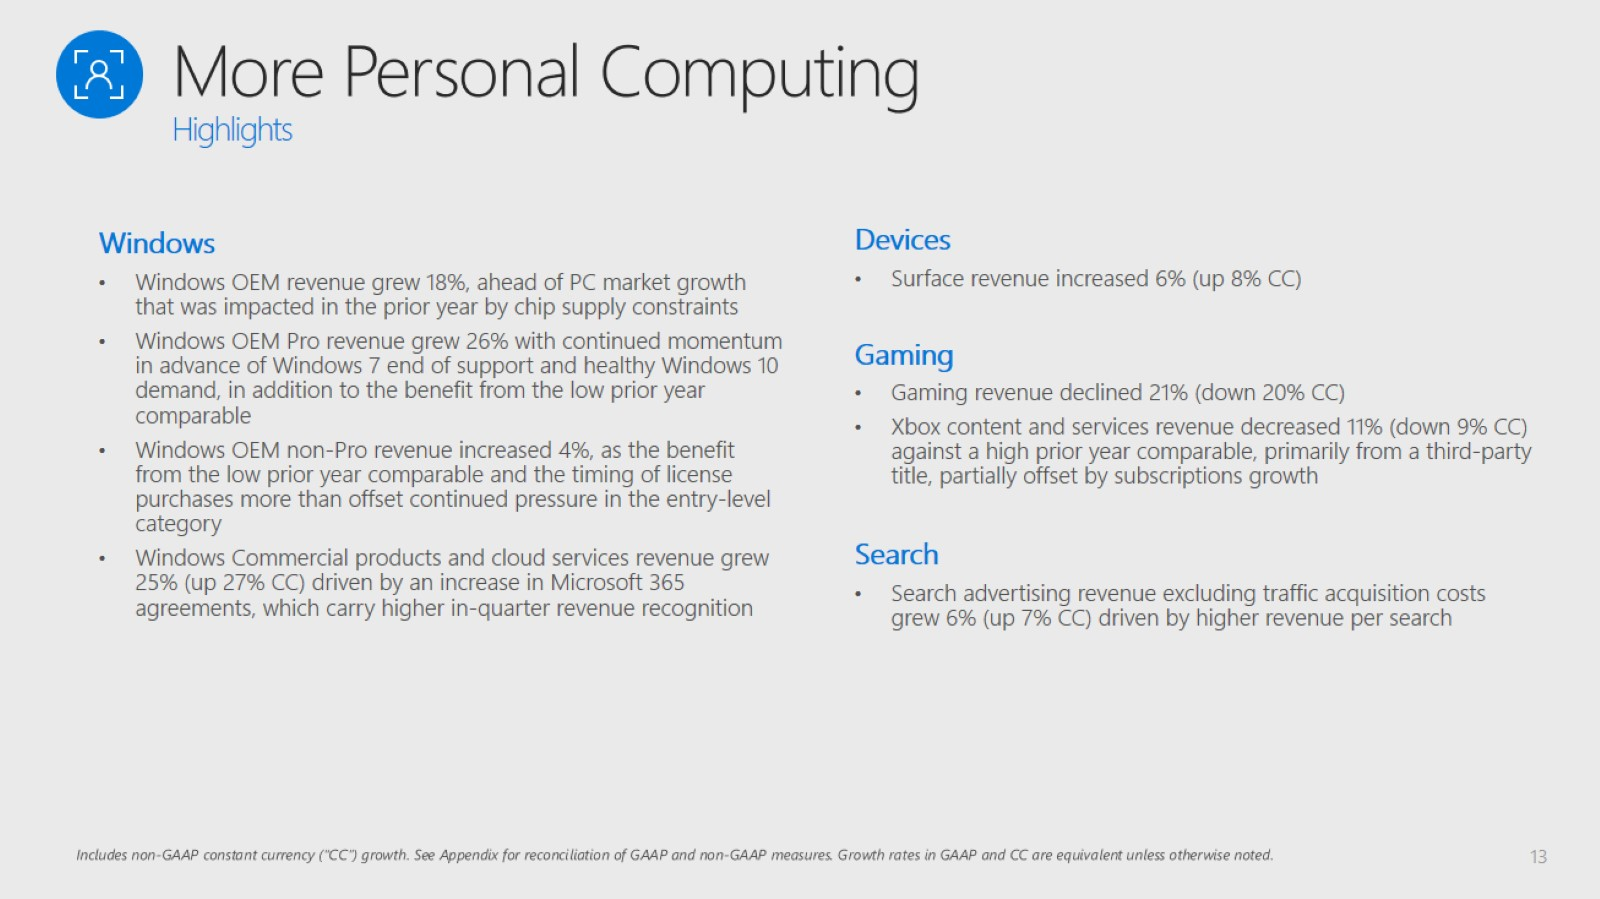 More Personal Computing
Highlights
Windows
• Windows OEM revenue grew 18%, ahead of PC market growth
that was impacted in the prior year by chip supply constraints
• Windows OEM Pro revenue grew 26% with continued momentum
in advance of Windows 7 end of support and healthy Windows 10
demand, in addition to the benefit from the low prior year
comparable
• Windows OEM non-Pro revenue increased 4%, as the benefit
from the low prior year comparable and the timing of license
purchases more than offset continued pressure in the entry-level
category
• Windows Commercial products and cloud services revenue grew
25% (up 27% CC) driven by an increase in Microsoft 365
agreements, which carry higher in-quarter revenue recognition
Devices
• Surface revenue increased 6% (up 8% CC)
Gaming
• Gaming revenue declined 21% (down 20% CC)
• Xbox content and services revenue decreased 11% (down 9% CC)
against a high prior year comparable, primarily from a third-party
title, partially offset by subscriptions growth
Search
• Search advertising revenue excluding traffic acquisition costs
grew 6% (up 7% CC) driven by higher revenue per search
Includes non-GAAP constant currency ("CC") growth. See Appendix for reconciliation of GAAP and non-GAAP measures. Growth rates in GAAP and CC are equivalent unless otherwise noted.
13